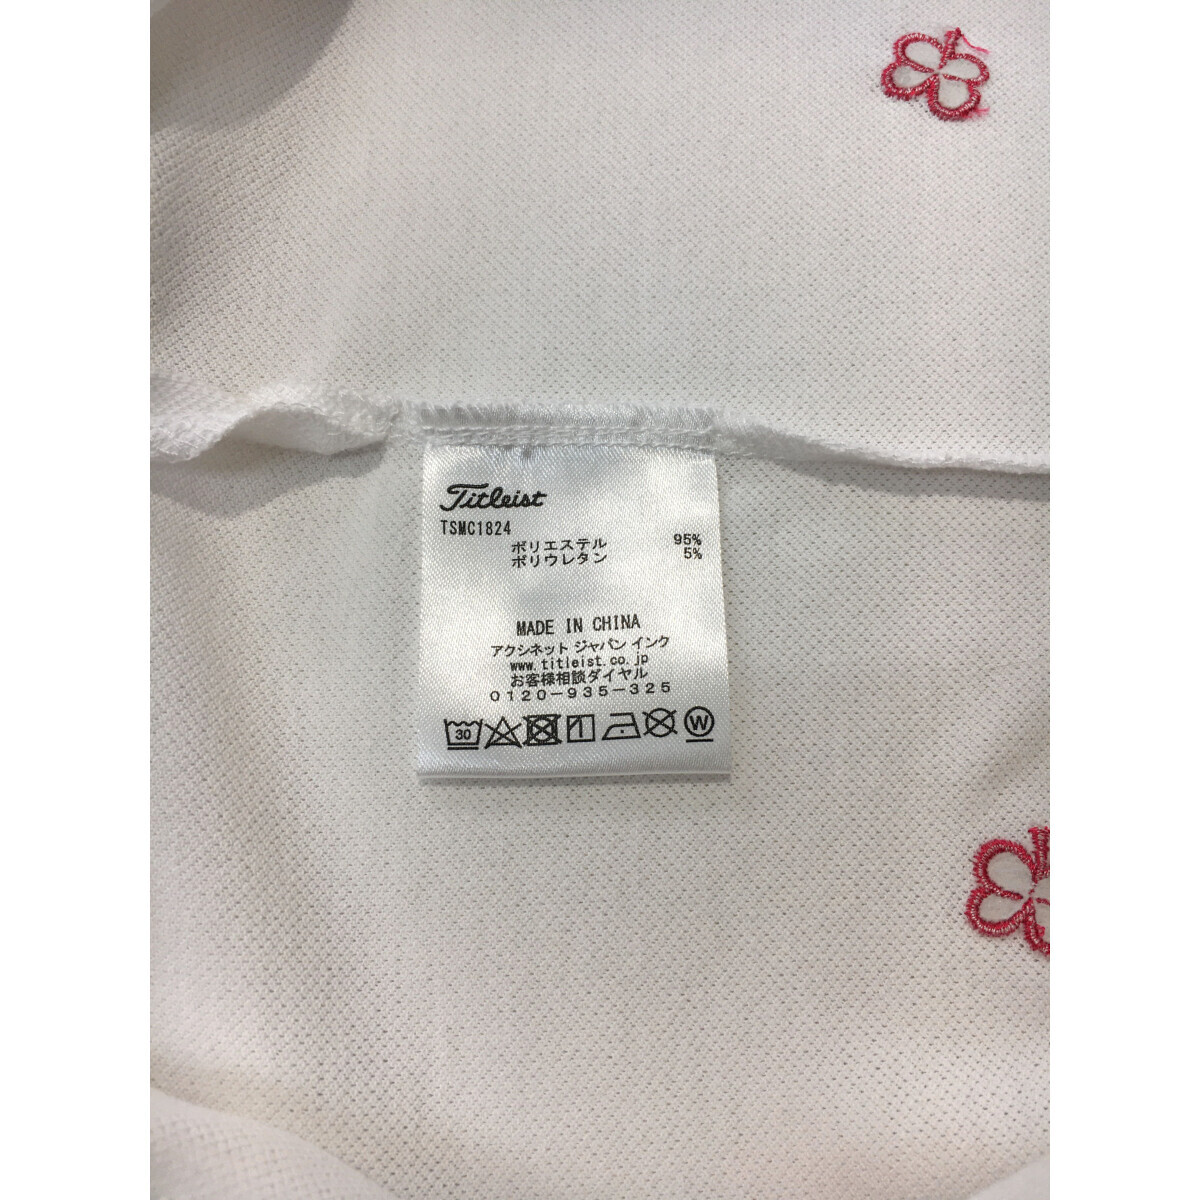 Titleist
TSMC1824
ポリエステル 95%
ポリウレタン 5%
MADE IN CHINA
アクシネット ジャパン インク
www.titleist.co.jp
お客様相談ダイヤル
0120-935-325
30 W